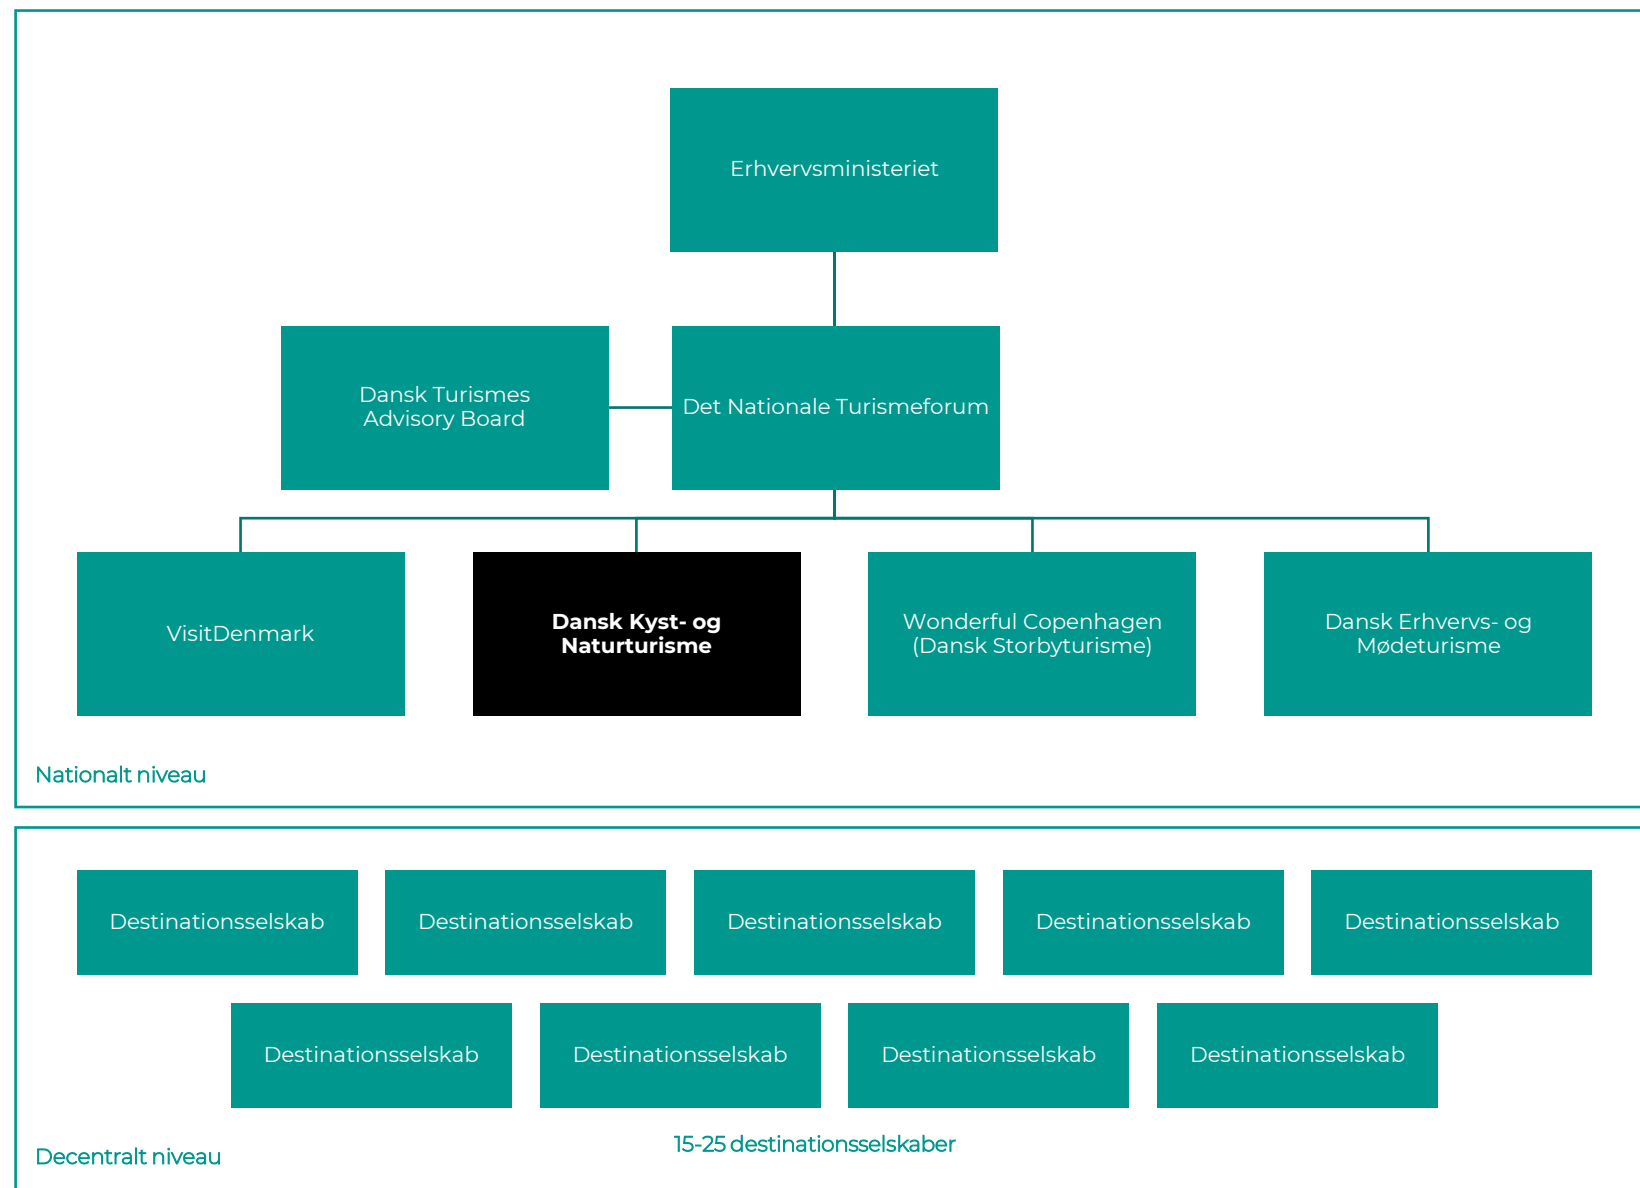 Erhvervsministeriet
Dansk Turismes
Advisory Board
Det Nationale Turismeforum
VisitDenmark
Dansk Kyst- og
Naturturisme
Wonderful Copenhagen
(Dansk Storbyturisme)
Dansk Erhvervs- og
Mødeturisme
Nationalt niveau
Destinationsselskab
Destinationsselskab
Destinationsselskab
Destinationsselskab
Destinationsselskab
Destinationsselskab
Destinationsselskab
Destinationsselskab
Destinationsselskab
15-25 destinationsselskaber
Decentralt niveau